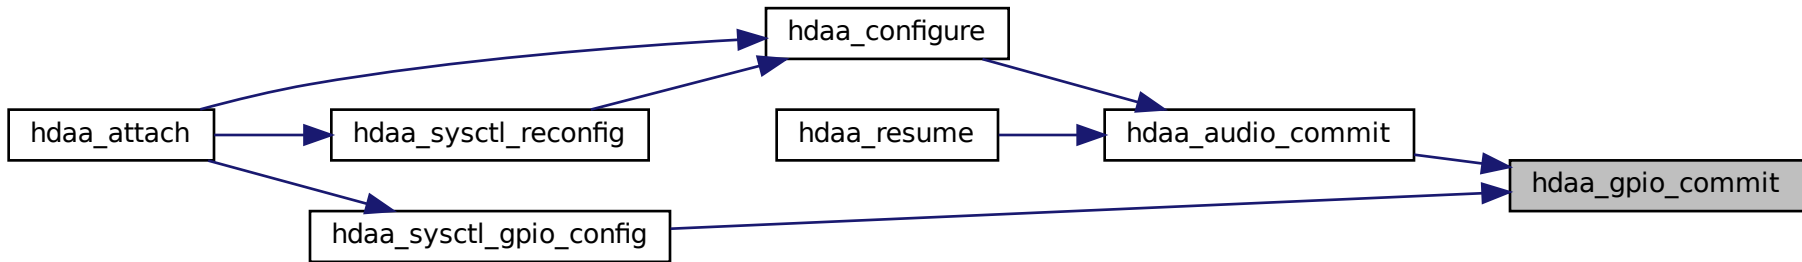 hdaa_configure
hdaa_attach
hdaa_sysctl_reconfig
hdaa_resume
hdaa_audio_commit
hdaa_gpio_commit
hdaa_sysctl_gpio_config